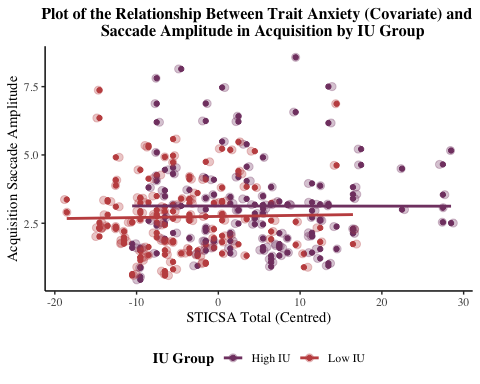 Plot of the Relationship Between Trait Anxiety (Covariate) and
Saccade Amplitude in Acquisition by IU Group
Acquisition Saccade Amplitude
7.5
5.0
2.5
-20 -10 0 10 20 30
STICSA Total (Centred)
IU Group High IU Low IU